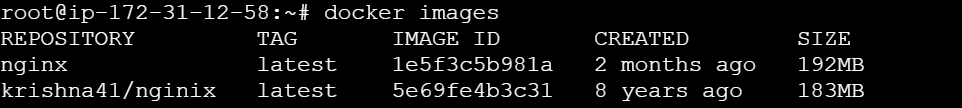 root@ip-172-31-12-58:~# docker images
REPOSITORY TAG IMAGE ID CREATED SIZE
nginx latest 1e5f3c5b981a 2 months ago 192MB
krishna41/nginix latest 5e69fe4b3c31 8 years ago 183MB